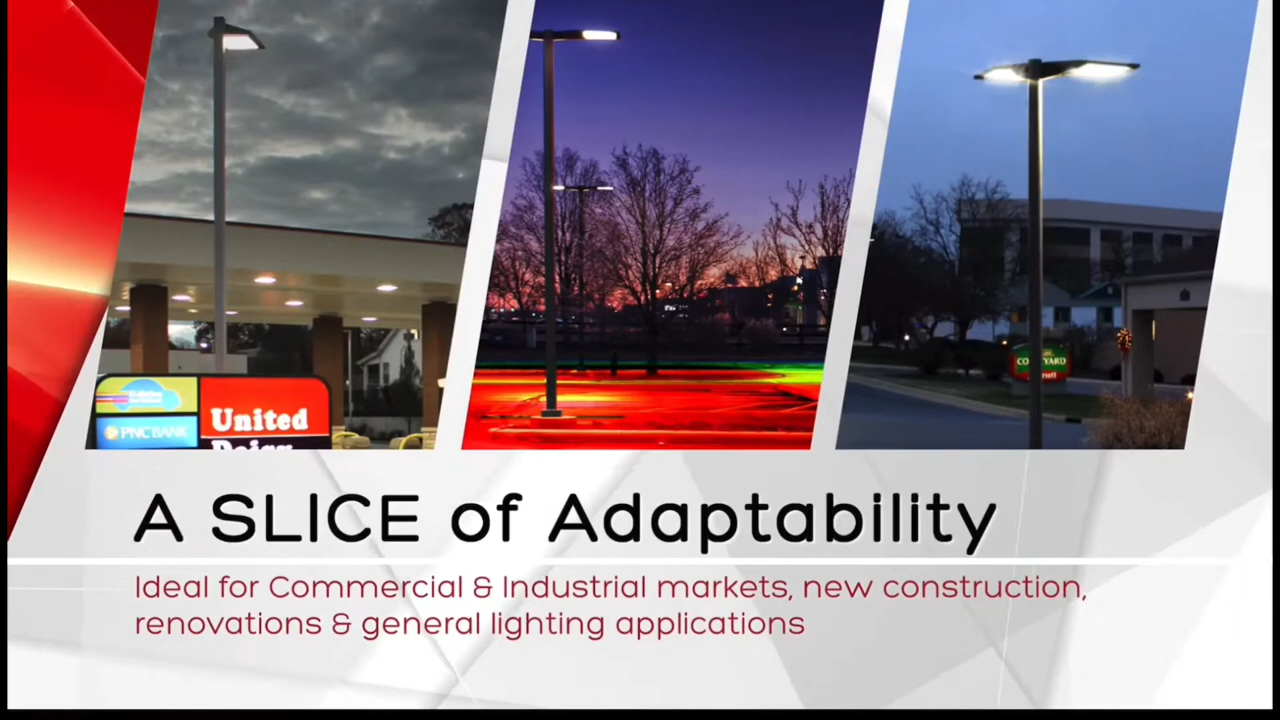 United
PNC BANK
A SLICE of Adaptability
Ideal for Commercial & Industrial markets, new construction,
renovations & general lighting applications